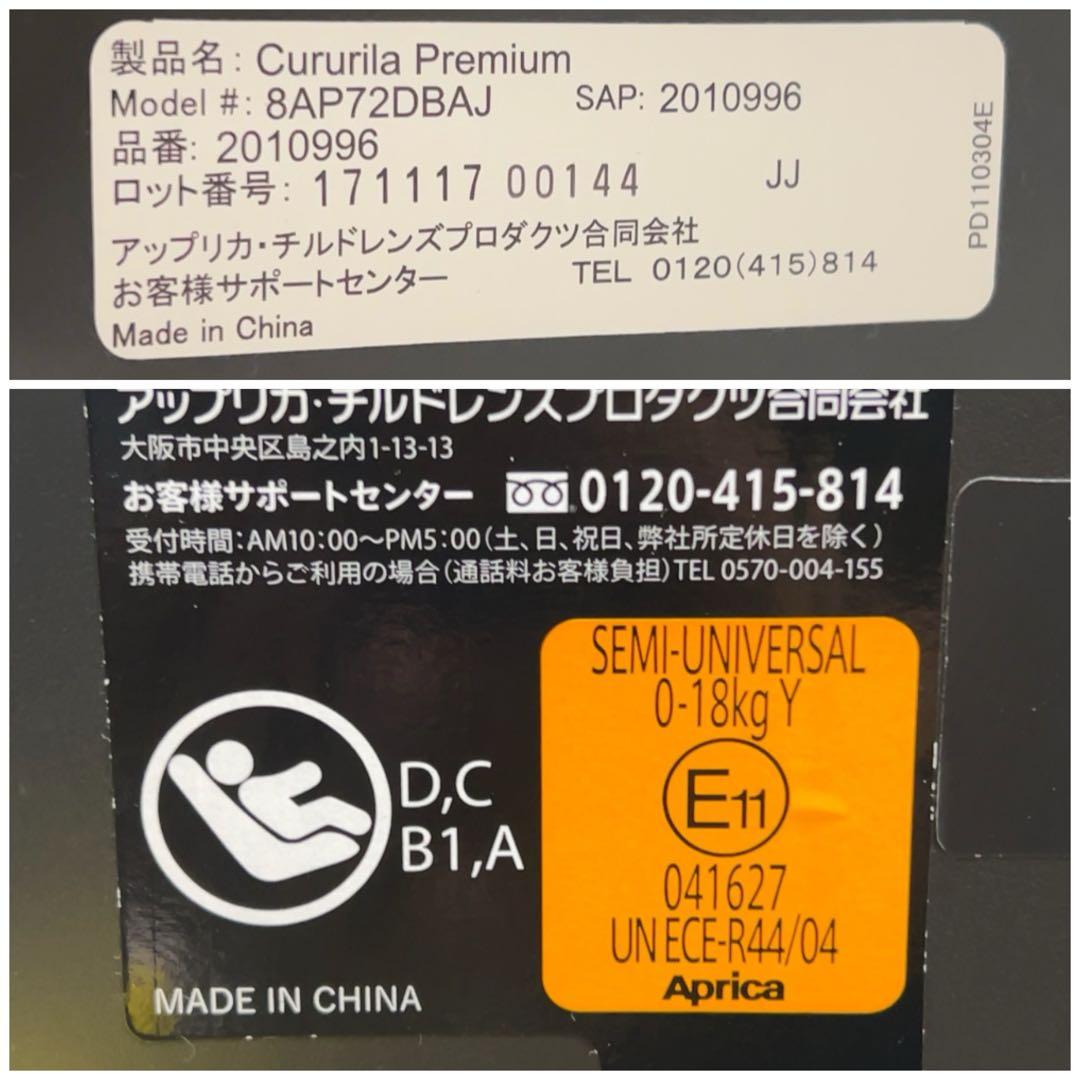 製品名: Cururila Premium
Model #: 8AP72DBAJ SAP: 2010996
品番: 2010996
ロット番号: 171117 00144 JJ
アップリカ・チルドレンズプロダクツ合同会社
お客様サポートセンター TEL 0120(415)814
Made in China
PD110304E
アップリカ・チルドレンズプロダクツ合同会社
大阪市中央区島之内1-13-13
お客様サポートセンター 0120-415-814
受付時間:AM10:00〜PM5:00(土、日、祝日、弊社所定休日を除く)
携帯電話からご利用の場合(通話料お客様負担)TEL 0570-004-155
D,C
B1,A
MADE IN CHINA
SEMI-UNIVERSAL
0-18kg Y
E11
041627
UN ECE-R44/04
Aprica